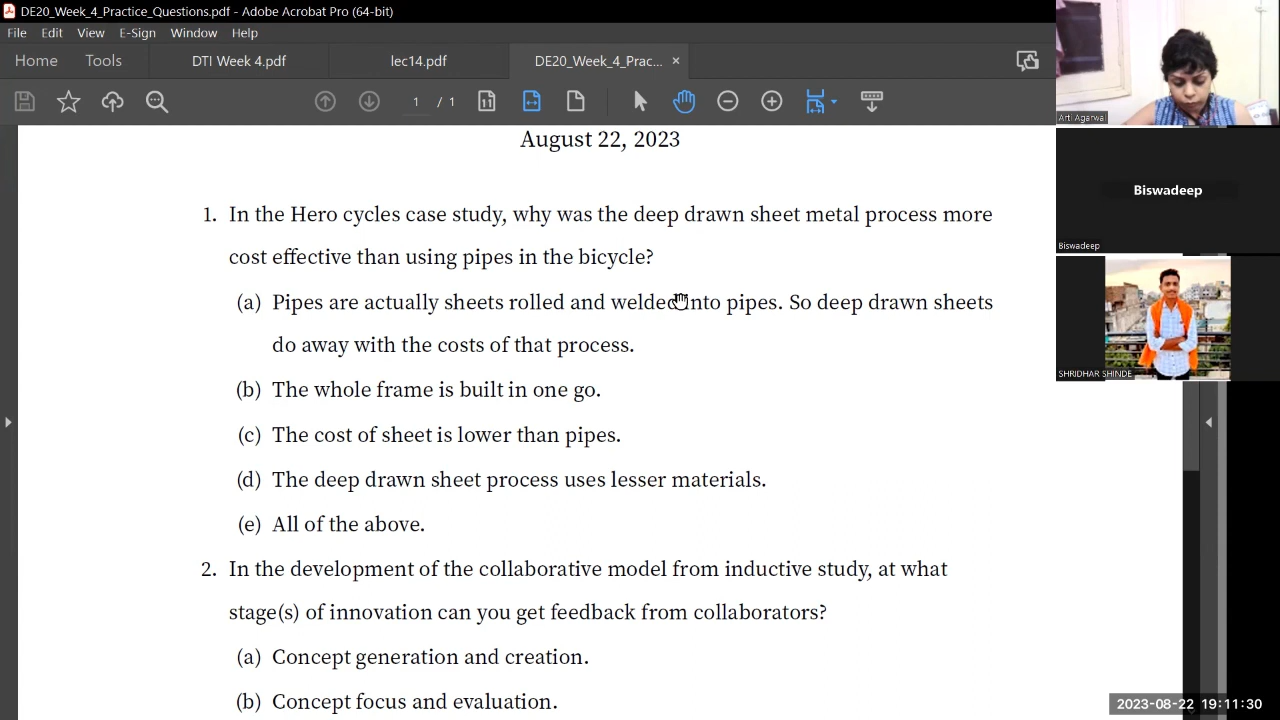 DE20_Week_4_Practice_Questions.pdf - Adobe Acrobat Pro (64-bit)
File Edit View E-Sign Window Help
Home Tools DTI Week 4.pdf lec14.pdf DE20_Week_4_Prac... ×
1 / 1
August 22, 2023
1. In the Hero cycles case study, why was the deep drawn sheet metal process more
cost effective than using pipes in the bicycle?
(a) Pipes are actually sheets rolled and welded into pipes. So deep drawn sheets
do away with the costs of that process.
(b) The whole frame is built in one go.
(c) The cost of sheet is lower than pipes.
(d) The deep drawn sheet process uses lesser materials.
(e) All of the above.
2. In the development of the collaborative model from inductive study, at what
stage(s) of innovation can you get feedback from collaborators?
(a) Concept generation and creation.
(b) Concept focus and evaluation.
Arti Agarwal
Biswadeep
Biswadeep
SHRIDHAR SHINDE
2023-08-22 19:11:30